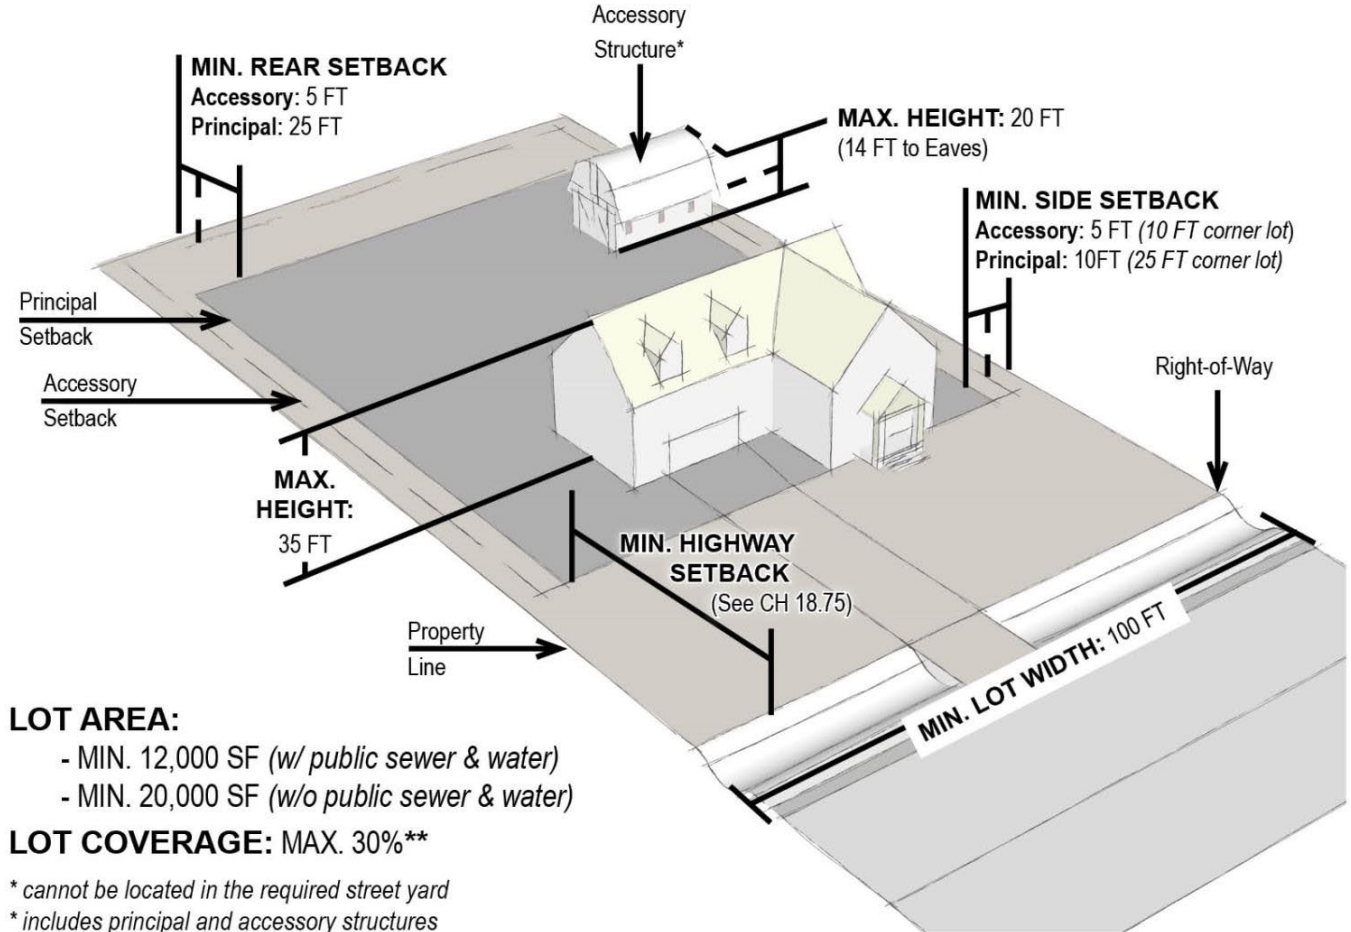 Accessory
Structure*
MIN. REAR SETBACK
Accessory: 5 FT
Principal: 25 FT
MAX. HEIGHT: 20 FT
(14 FT to Eaves)
MIN. SIDE SETBACK
Accessory: 5 FT (10 FT corner lot)
Principal: 10FT (25 FT corner lot)
Principal
Setback
Accessory
Setback
Right-of-Way
MAX.
HEIGHT:
35 FT
MIN. HIGHWAY
SETBACK
(See CH 18.75)
Property
Line
MIN. LOT WIDTH: 100 FT
LOT AREA:
- MIN. 12,000 SF (w/ public sewer & water)
- MIN. 20,000 SF (w/o public sewer & water)
LOT COVERAGE: MAX. 30%**
* cannot be located in the required street yard
* includes principal and accessory structures